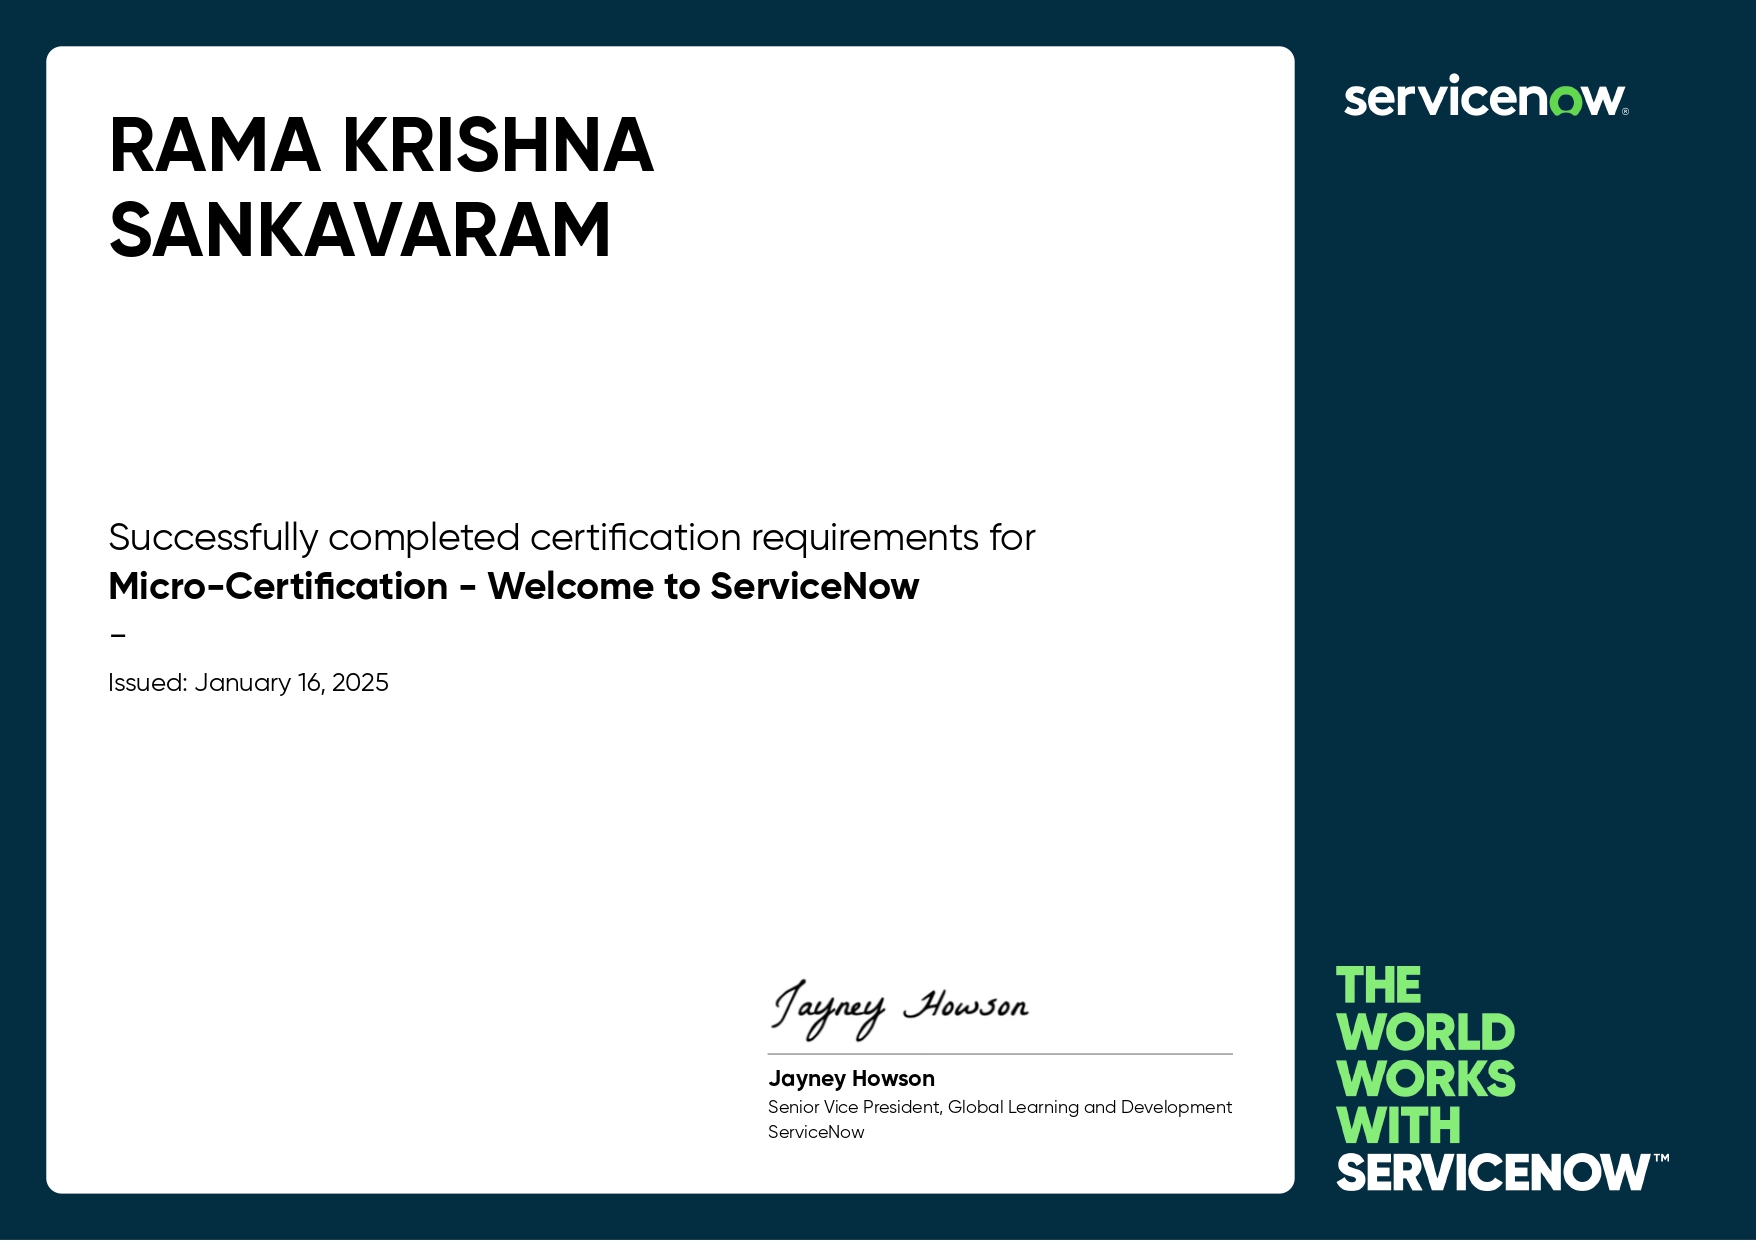 RAMA KRISHNA
SANKAVARAM
servicenow®
Successfully completed certification requirements for
Micro-Certification - Welcome to ServiceNow
–
Issued: January 16, 2025
Jayney Howson
Jayney Howson
Senior Vice President, Global Learning and Development
ServiceNow
THE
WORLD
WORKS
WITH
SERVICENOW™